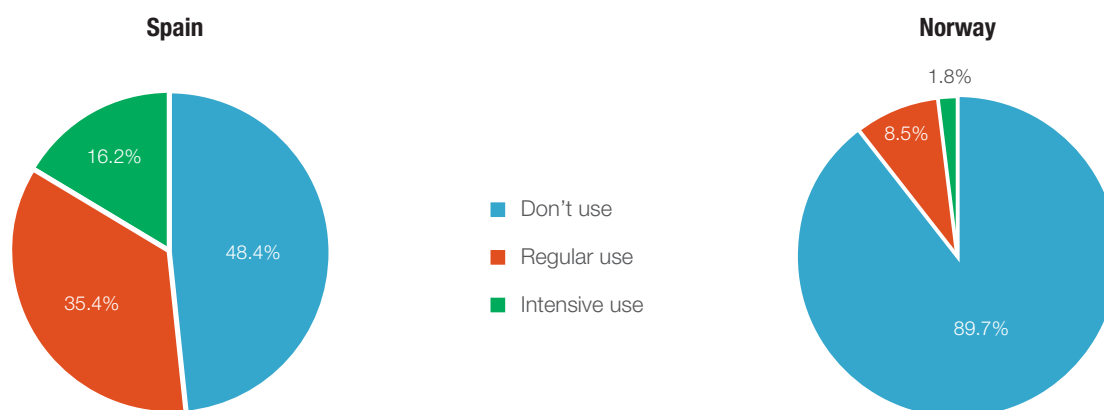 Spain
16.2%
48.4%
35.4%
Don't use
Regular use
Intensive use
Norway
1.8%
8.5%
89.7%